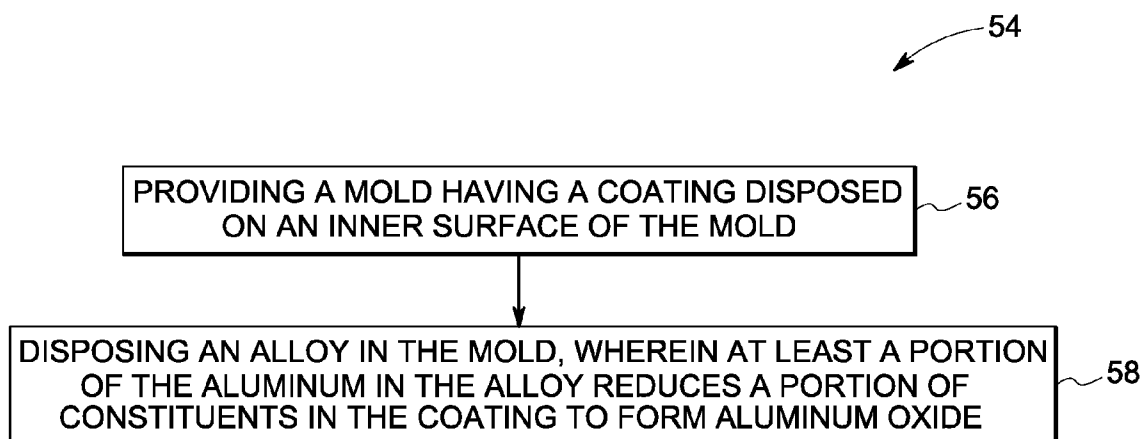 54
PROVIDING A MOLD HAVING A COATING DISPOSED
ON AN INNER SURFACE OF THE MOLD
56
DISPOSING AN ALLOY IN THE MOLD, WHEREIN AT LEAST A PORTION
OF THE ALUMINUM IN THE ALLOY REDUCES A PORTION OF
CONSTITUENTS IN THE COATING TO FORM ALUMINUM OXIDE
58